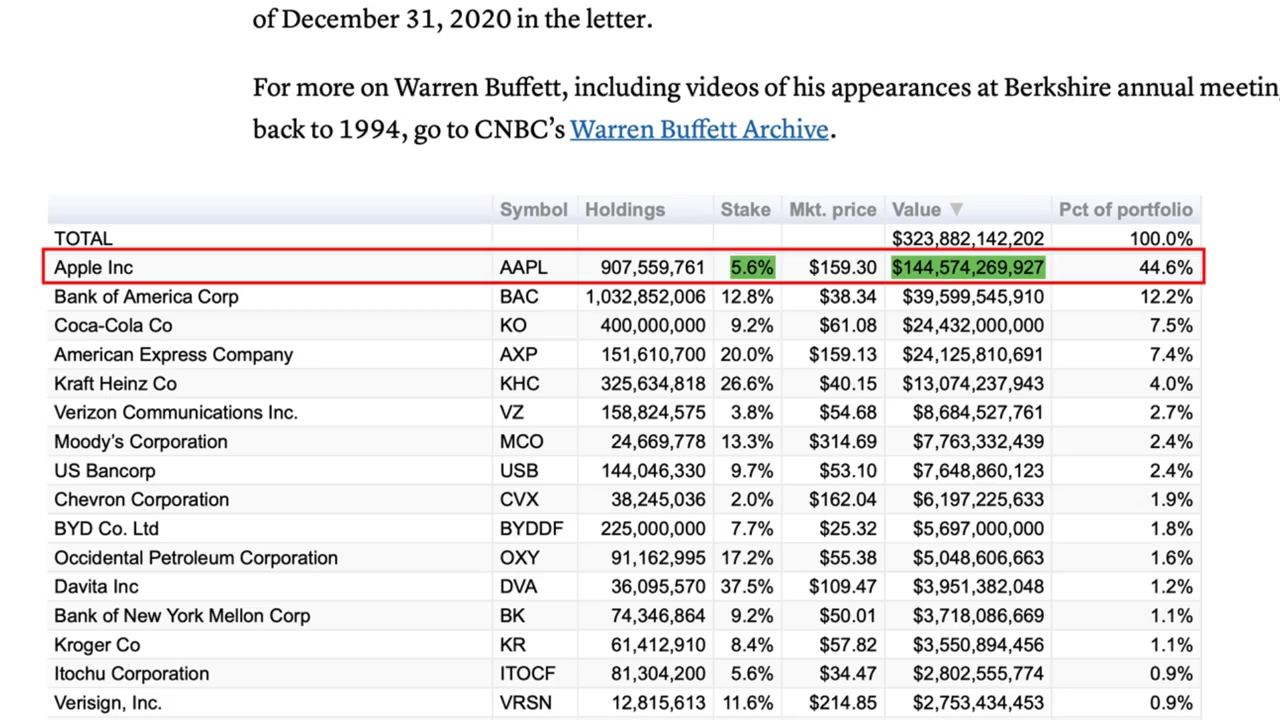 of December 31, 2020 in the letter.
For more on Warren Buffett, including videos of his appearances at Berkshire annual
back to 1994, go to CNBC’s Warren Buffett Archive.
Symbol Holdings Stake Mkt. price Value ▼ Pct of portfolio
TOTAL $323,882,142,202 100.0%
Apple Inc AAPL 907,559,761 5.6% $159.30 $144,574,269,927 44.6%
Bank of America Corp BAC 1,032,852,006 12.8% $38.34 $39,599,545,910 12.2%
Coca-Cola Co KO 400,000,000 9.2% $61.08 $24,432,000,000 7.5%
American Express Company AXP 151,610,700 20.0% $159.13 $24,125,810,691 7.4%
Kraft Heinz Co KHC 325,634,818 26.6% $40.15 $13,074,237,943 4.0%
Verizon Communications Inc. VZ 158,824,575 3.8% $54.68 $8,684,527,761 2.7%
Moody’s Corporation MCO 24,669,778 13.3% $314.69 $7,763,332,439 2.4%
US Bancorp USB 144,046,330 9.7% $53.10 $7,648,860,123 2.4%
Chevron Corporation CVX 38,245,036 2.0% $162.04 $6,197,225,633 1.9%
BYD Co. Ltd BYDDF 225,000,000 7.7% $25.32 $5,697,000,000 1.8%
Occidental Petroleum Corporation OXY 91,162,995 17.2% $55.38 $5,048,606,663 1.6%
Davita Inc DVA 36,095,570 37.5% $109.47 $3,951,382,048 1.2%
Bank of New York Mellon Corp BK 74,346,864 9.2% $50.01 $3,718,086,669 1.1%
Kroger Co KR 61,412,910 8.4% $57.82 $3,550,894,456 1.1%
Itochu Corporation ITOCF 81,304,200 5.6% $34.47 $2,802,555,774 0.9%
Verisign, Inc. VRSN 12,815,613 11.6% $214.85 $2,753,434,453 0.9%